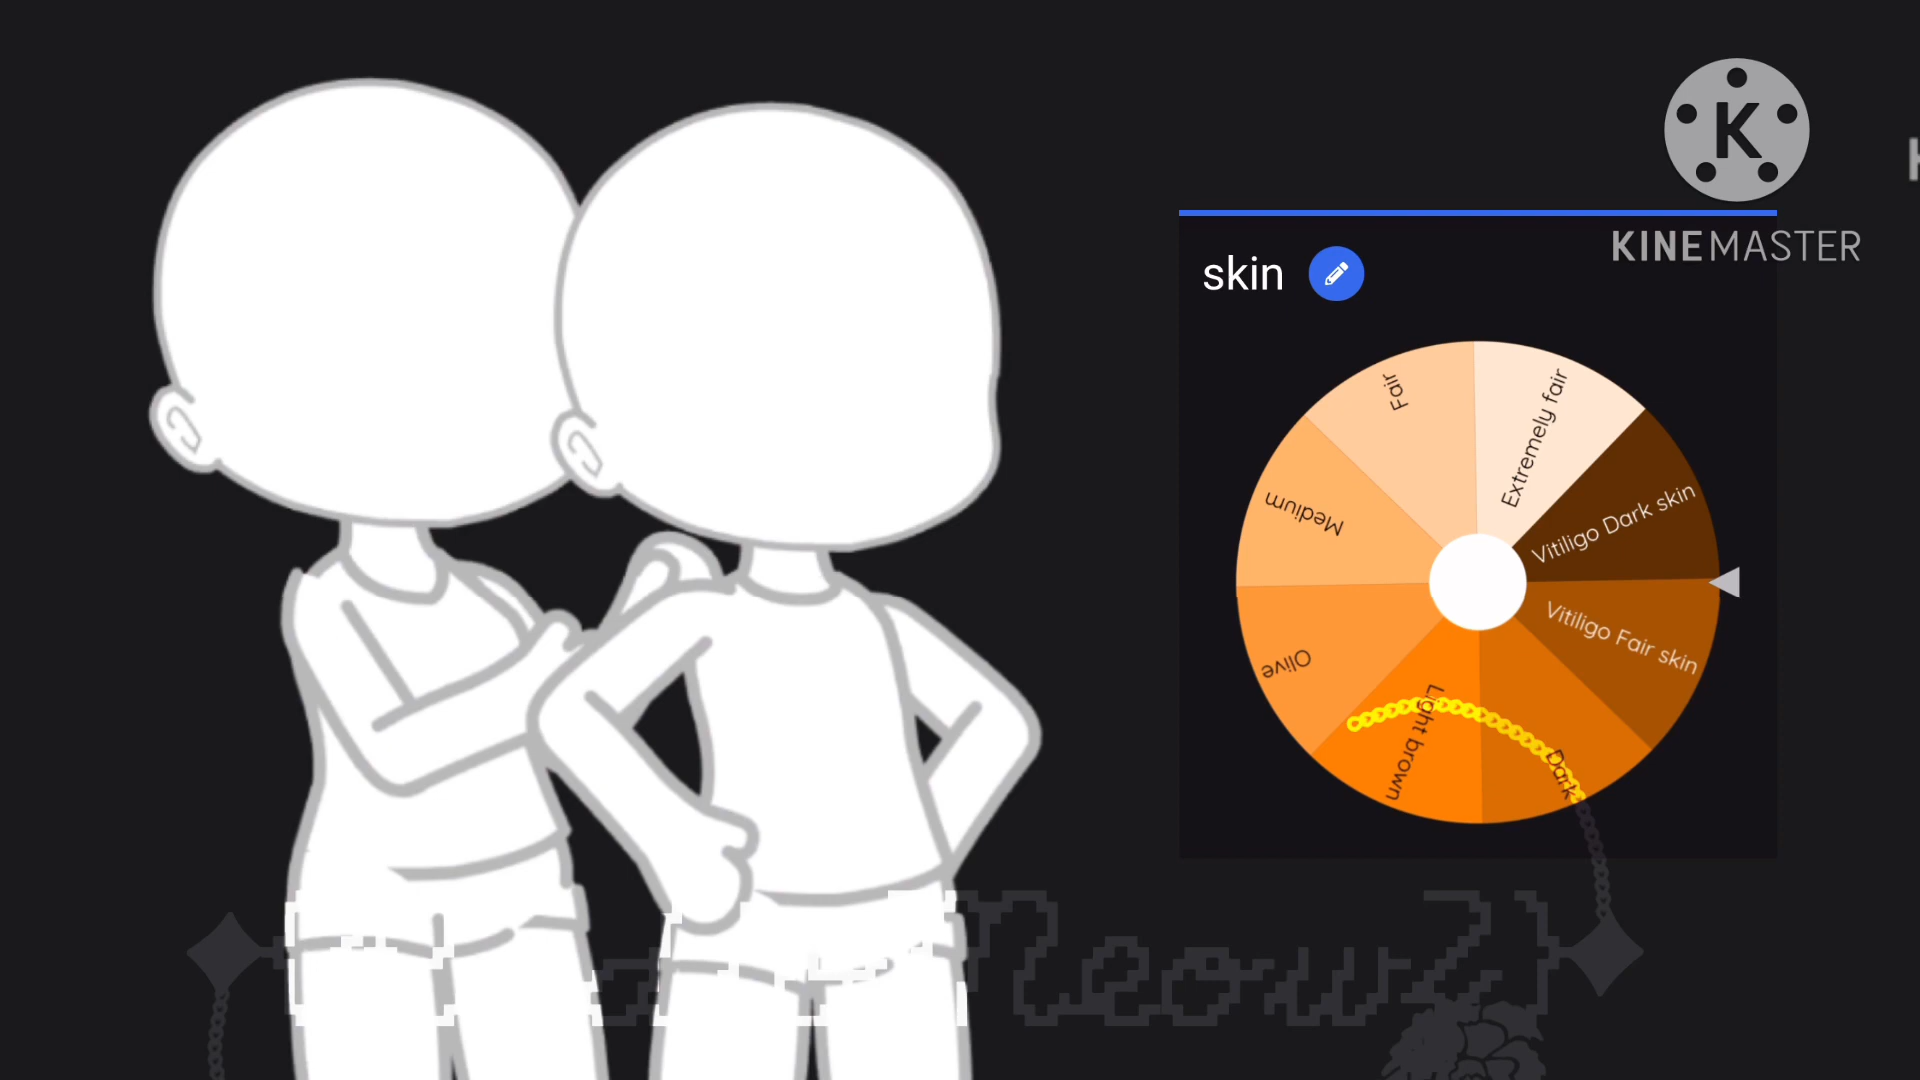 K
KINEMASTER
skin
Fair
Extremely fair
Medium
Vitiligo Dark skin
Vitiligo Fair skin
Olive
Light brown
Dark